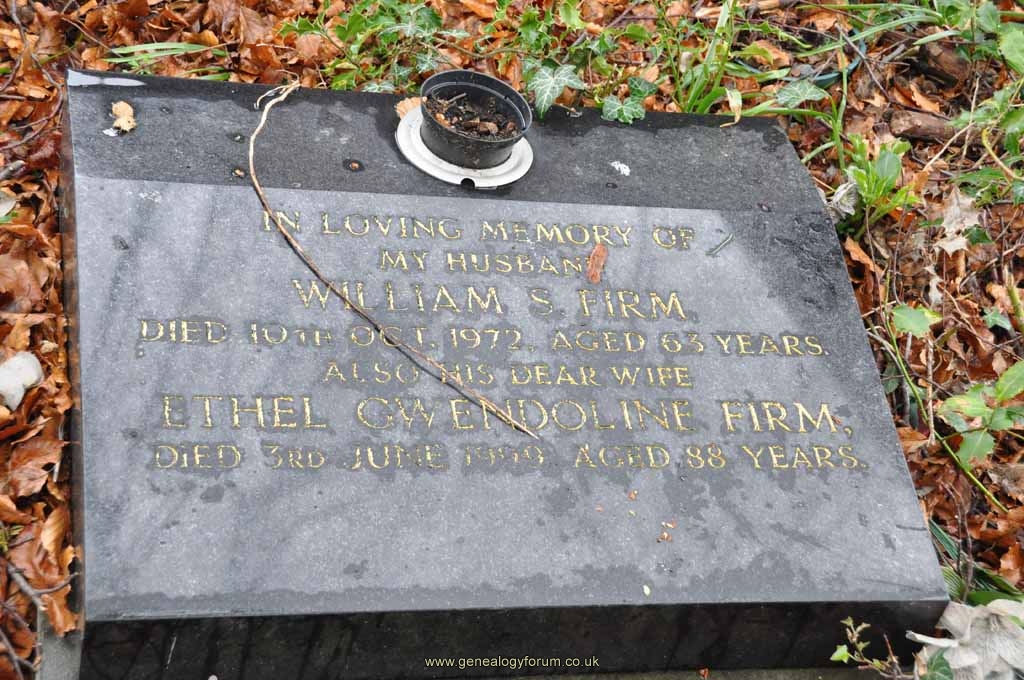 IN LOVING MEMORY OF
MY HUSBAND
WILLIAM S. FIRM
DIED 10TH OCT. 1972. AGED 63 YEARS.
ALSO HIS DEAR WIFE
ETHEL GWENDOLINE FIRM,
DIED 3RD JUNE AGED 88 YEARS.
www.genealogyforum.co.uk